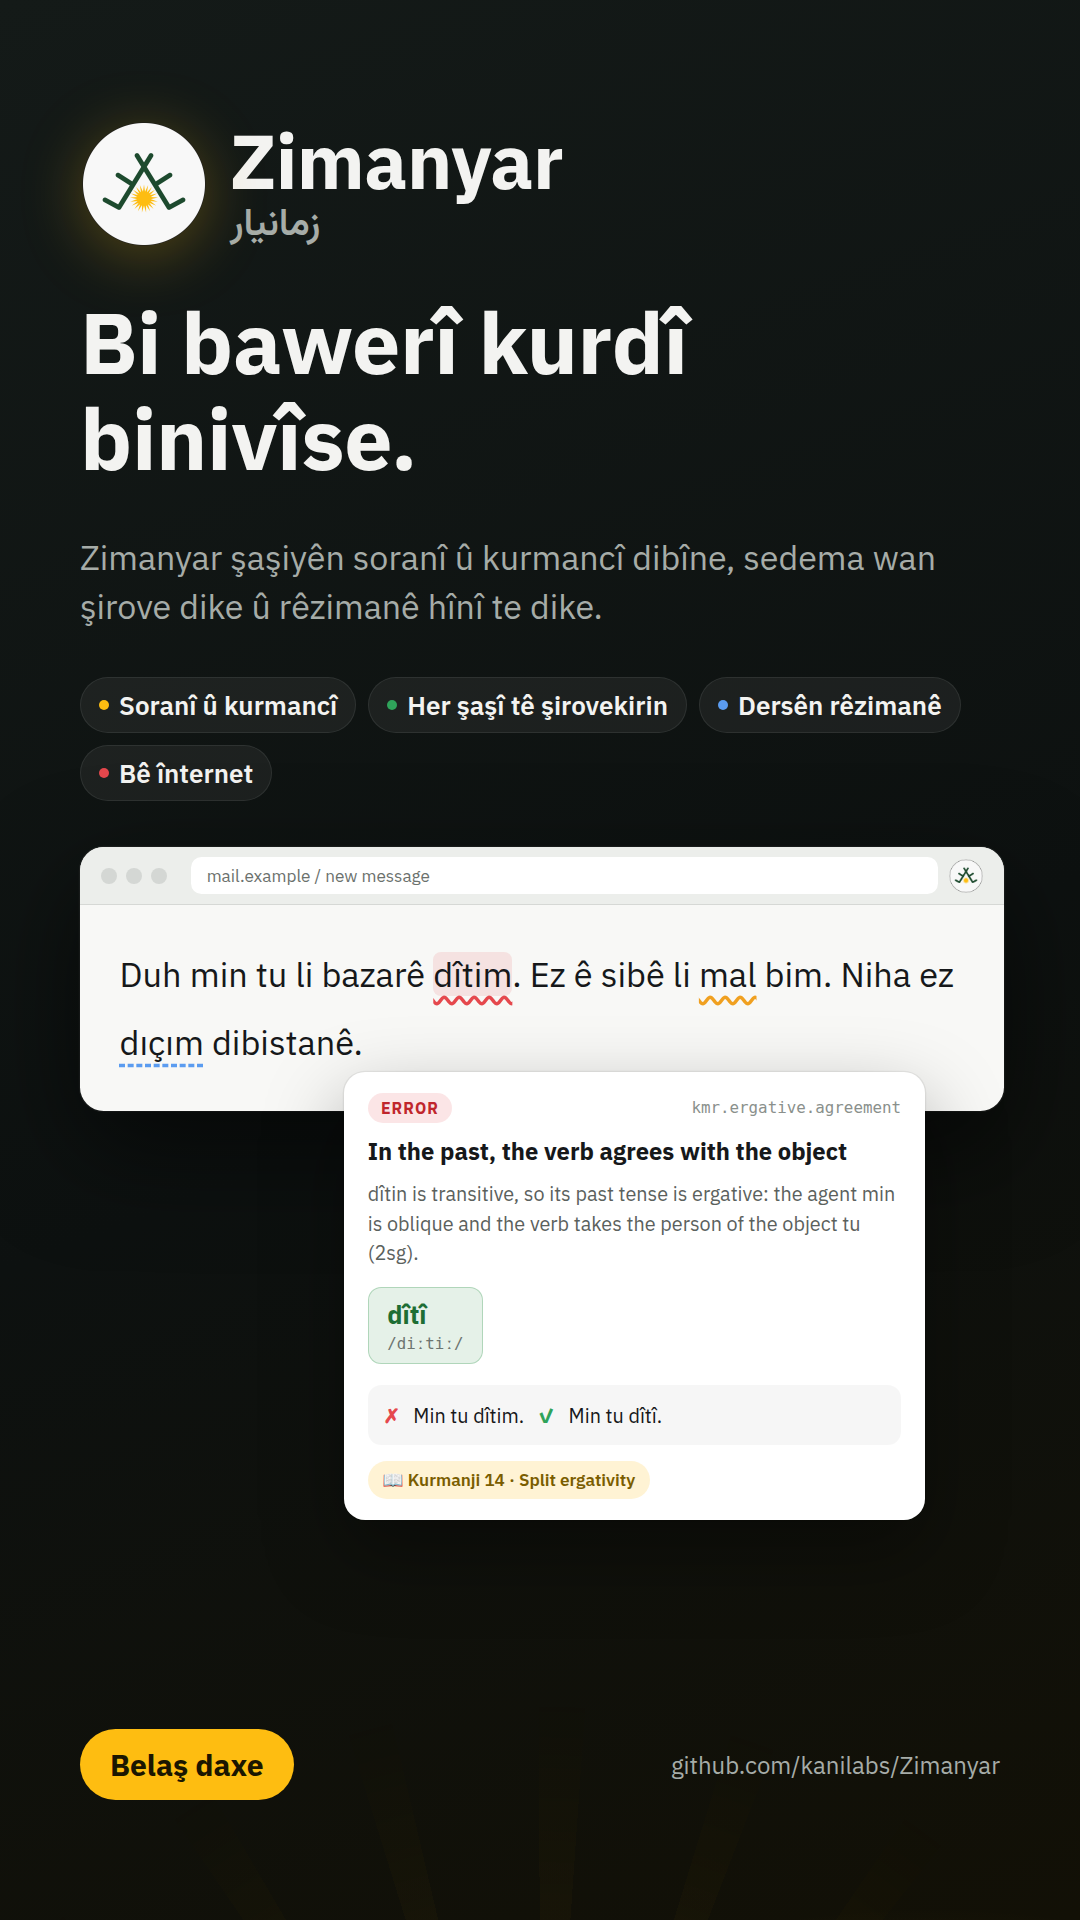 Zimanyar
زمانیار
Bi bawerî kurdî
binivîse.
Zimanyar şaşiyên soranî û kurmancî dibîne, sedema wan
şirove dike û rêzimanê hînî te dike.
Soranî û kurmancî
Her şaşî tê şirovekirin
Dersên rêzimanê
Bê înternet
mail.example / new message
Duh min tu li bazarê dîtim. Ez ê sibê li mal bim. Niha ez
dıçım dibistanê.
ERROR
kmr.ergative.agreement
In the past, the verb agrees with the object
dîtin is transitive, so its past tense is ergative: the agent min
is oblique and the verb takes the person of the object tu
(2sg).
dîtî
/diːtiː/
✗ Min tu dîtim. ✓ Min tu dîtî.
📖 Kurmanji 14 · Split ergativity
Belaş daxe
github.com/kanilabs/Zimanyar